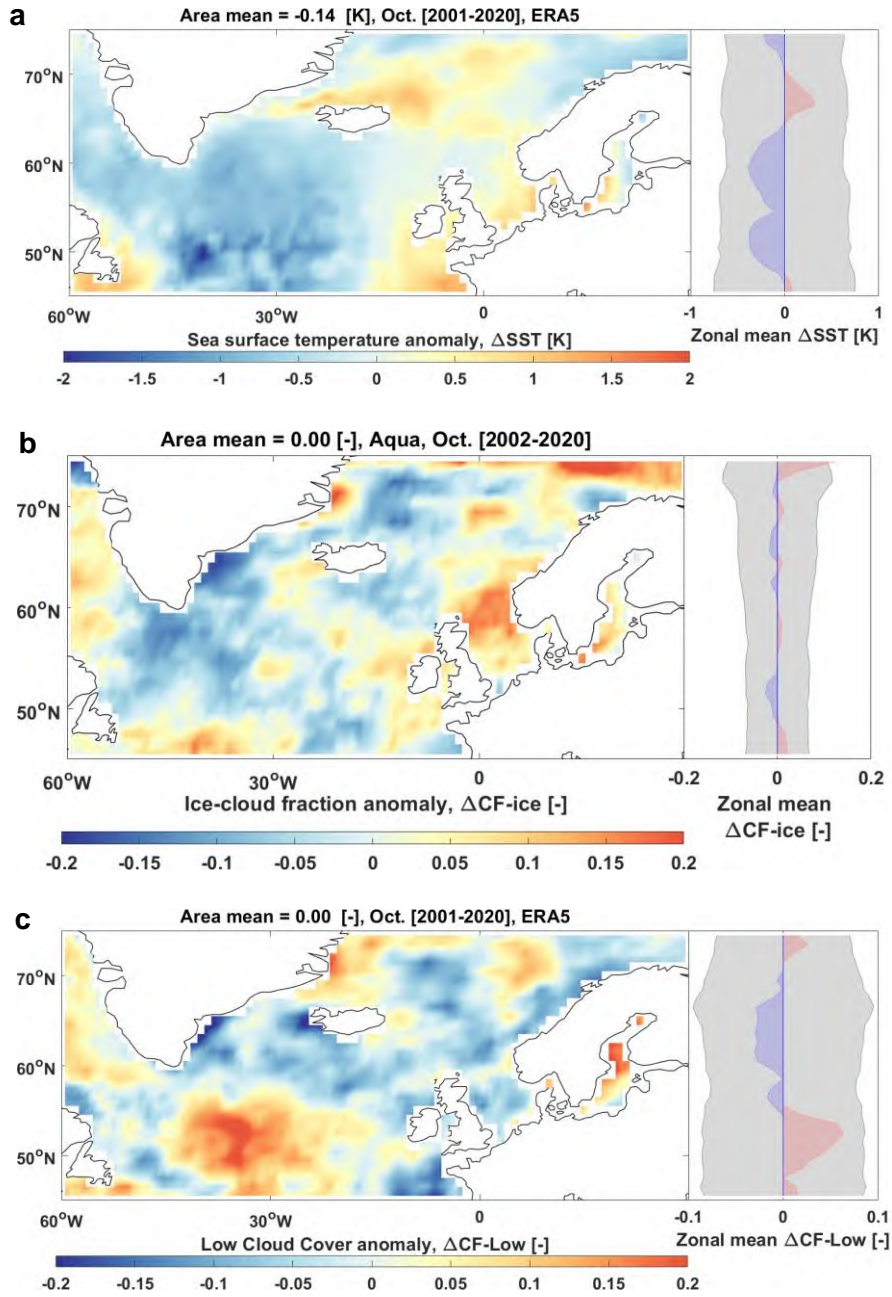 a
Area mean = -0.14 [K], Oct. [2001-2020], ERA5
70°N
60°N
50°N
60°W 30°W 0 -1 0 1
Sea surface temperature anomaly, ΔSST [K]
Zonal mean ΔSST [K]
-2 -1.5 -1 -0.5 0 0.5 1 1.5 2
b
Area mean = 0.00 [-], Aqua, Oct. [2002-2020]
70°N
60°N
50°N
60°W 30°W 0 -0.2 0 0.2
Ice-cloud fraction anomaly, ΔCF-ice [-]
Zonal mean
ΔCF-ice [-]
-0.2 -0.15 -0.1 -0.05 0 0.05 0.1 0.15 0.2
c
Area mean = 0.00 [-], Oct. [2001-2020], ERA5
70°N
60°N
50°N
60°W 30°W 0 -0.1 0 0.1
Low Cloud Cover anomaly, ΔCF-Low [-]
Zonal mean ΔCF-Low [-]
-0.2 -0.15 -0.1 -0.05 0 0.05 0.1 0.15 0.2